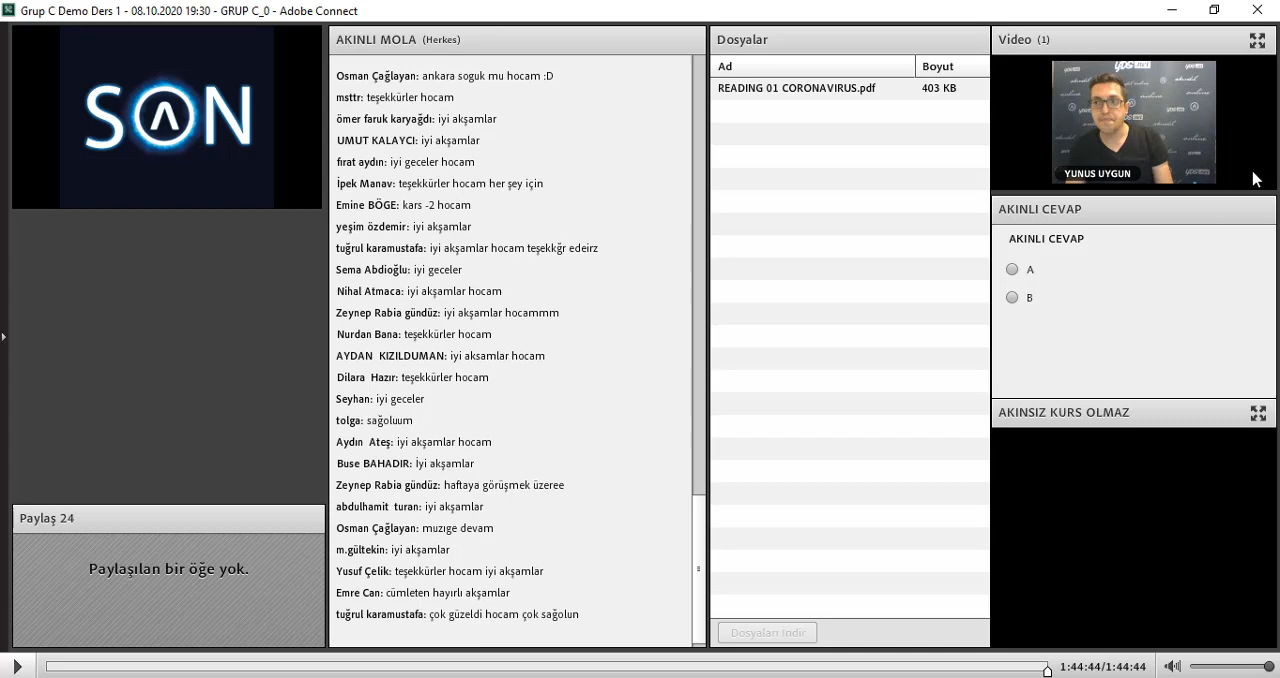 Grup C Demo Ders 1 - 08.10.2020 19:30 - GRUP C_0 - Adobe Connect
SON
AKINLI MOLA (Herkes)
Osman Çağlayan: ankara soguk mu hocam :D
msttr: teşekkürler hocam
ömer faruk karyağdı: iyi akşamlar
UMUT KALAYCI: iyi akşamlar
fırat aydın: iyi geceler hocam
İpek Manav: teşekkürler hocam her şey için
Emine BÖGE: kars -2 hocam
yeşim özdemir: iyi akşamlar
tuğrul karamustafa: iyi akşamlar hocam teşekkğr edeirz
Sema Abdioğlu: iyi geceler
Nihal Atmaca: iyi akşamlar hocam
Zeynep Rabia gündüz: iyi akşamlar hocammm
Nurdan Bana: teşekkürler hocam
AYDAN KIZILDUMAN: iyi aksamlar hocam
Dilara Hazır: teşekkürler hocam
Seyhan: iyi geceler
tolga: sağoluum
Aydın Ateş: iyi akşamlar hocam
Buse BAHADIR: İyi akşamlar
Zeynep Rabia gündüz: haftaya görüşmek üzeree
abdulhamit turan: iyi akşamlar
Osman Çağlayan: muzıge devam
m.gültekin: iyi akşamlar
Yusuf Çelik: teşekkürler hocam iyi akşamlar
Emre Can: cümleten hayırlı akşamlar
tuğrul karamustafa: çok güzeldi hocam çok sağolun
Dosyalar
Ad Boyut
READING 01 CORONAVIRUS.pdf 403 KB
Dosyaları İndir
Video (1)
YUNUS UYGUN
AKINLI CEVAP
AKINLI CEVAP
A
B
AKINSIZ KURS OLMAZ
Paylaş 24
Paylaşılan bir öğe yok.
1:44:44/1:44:44